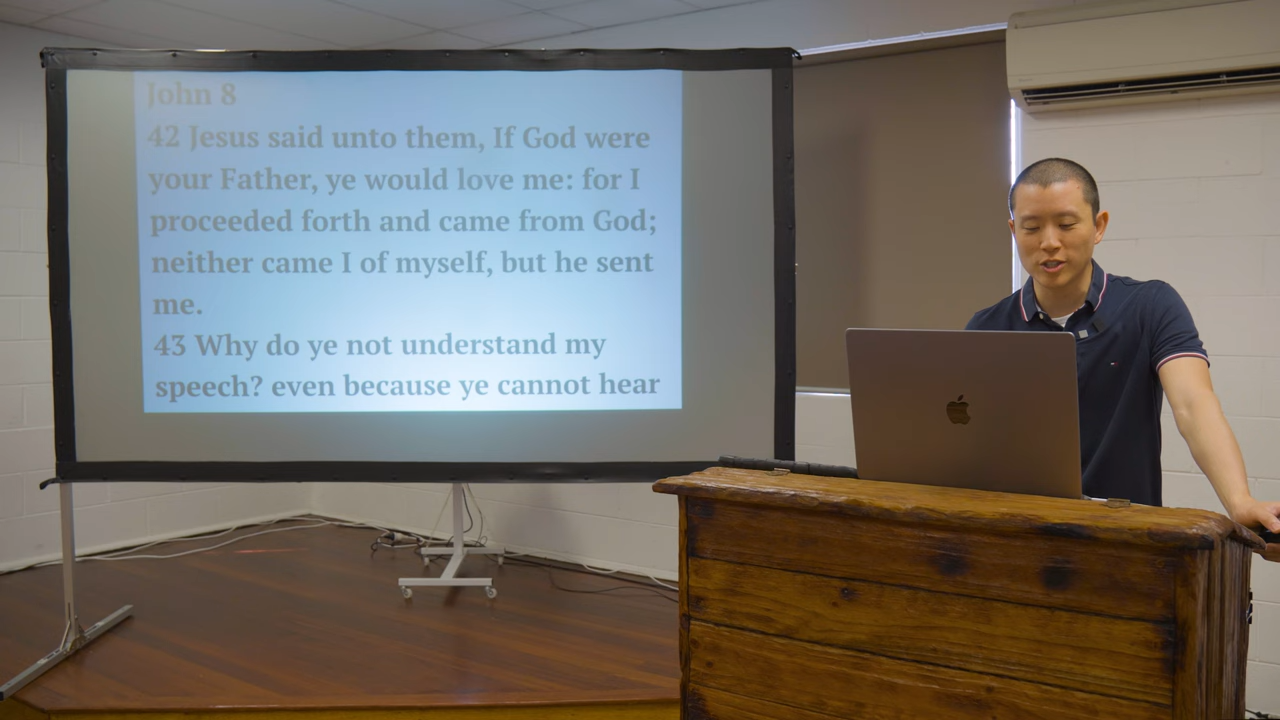 John 8
42 Jesus said unto them, If God were
your Father, ye would love me: for I
proceeded forth and came from God;
neither came I of myself, but he sent
me.
43 Why do ye not understand my
speech? even because ye cannot hear